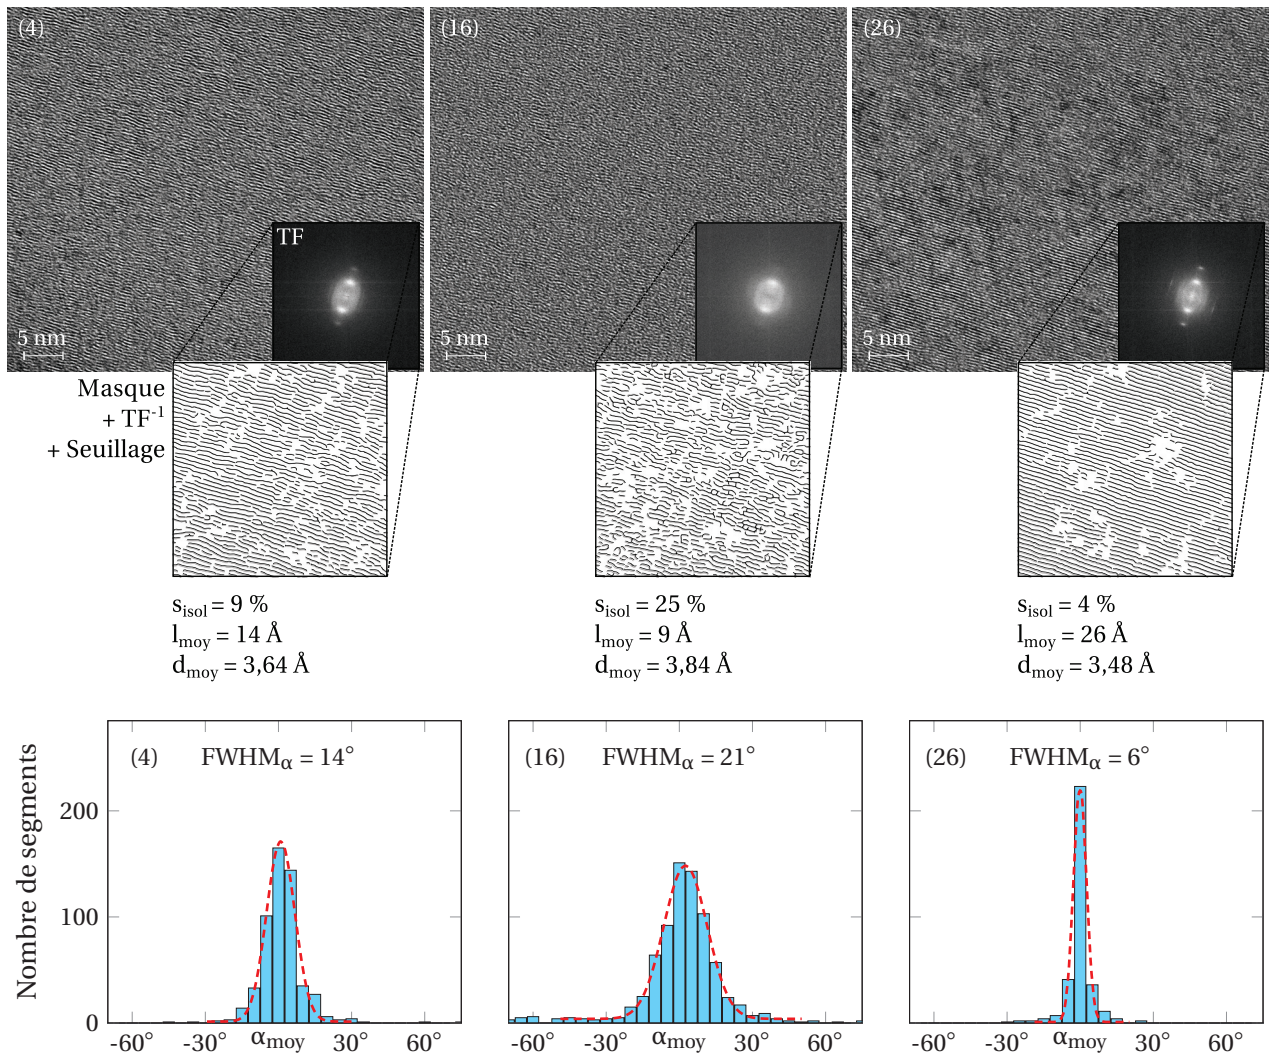 (4) (16) (26)
TF
5 nm 5 nm 5 nm
Masque
+ TF-1
+ Seuillage
sisol = 9 % sisol = 25 % sisol = 4 %
lmoy = 14 Å lmoy = 9 Å lmoy = 26 Å
dmoy = 3,64 Å dmoy = 3,84 Å dmoy = 3,48 Å
Nombre de segments
(4) FWHMα = 14° (16) FWHMα = 21° (26) FWHMα = 6°
200
100
0
-60° -30° αmoy 30° 60° -60° -30° αmoy 30° 60° -60° -30° αmoy 30° 60°